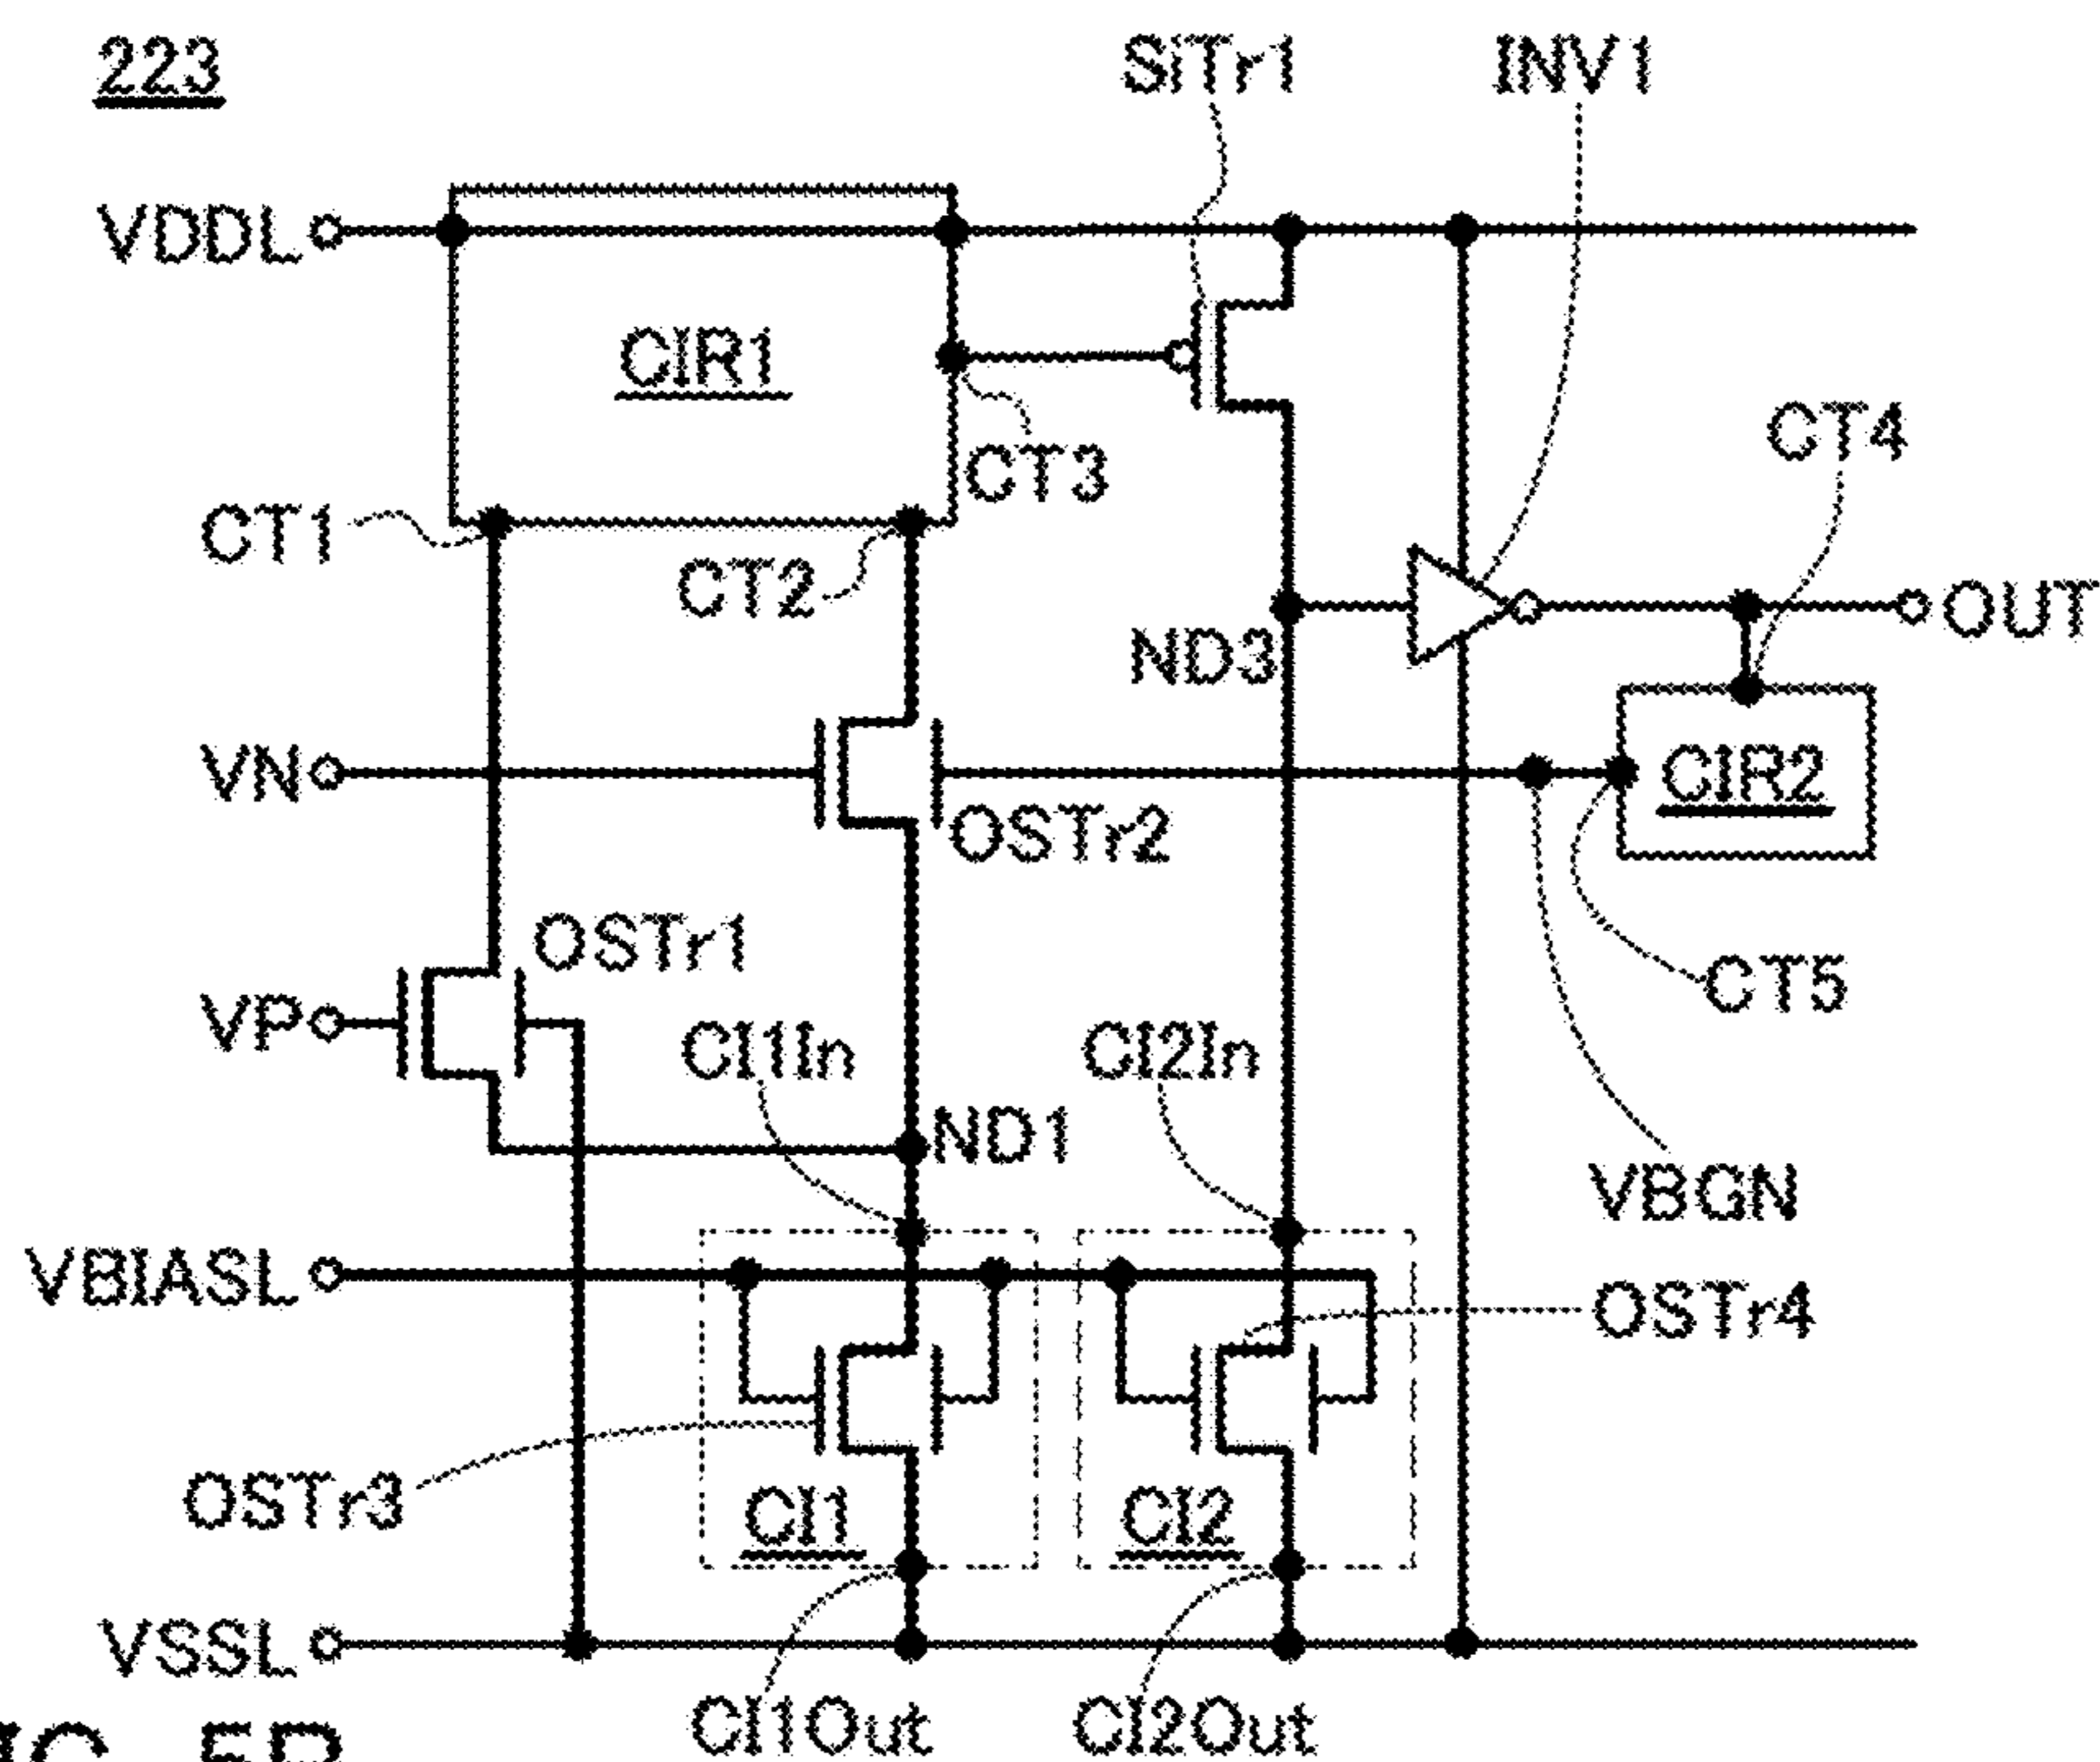 223
SiTr1
INV1
VDDL
CIR1
CT4
CT3
CT1
CT2
OUT
ND3
VN
CIR2
OSTr2
OSTr1
CT5
VP
CI1In
CI2In
ND1
VBGN
VBIASL
OSTr4
OSTr3
CI1
CI2
VSSL
CI1Out
CI2Out